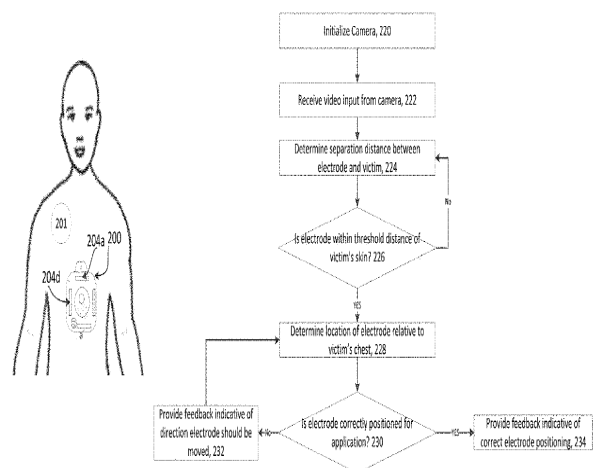 Initialize Camera, 220
Receive video input from camera, 222
Determine separation distance between
electrode and victim, 224
No
Is electrode within threshold distance of
victim's skin? 226
YES
Determine location of electrode relative to
victim's chest, 228
Is electrode correctly positioned for
application? 230
No
YES
Provide feedback indicative of
direction electrode should be
moved, 232
Provide feedback indicative of
correct electrode positioning, 234
201
204a 200
204d